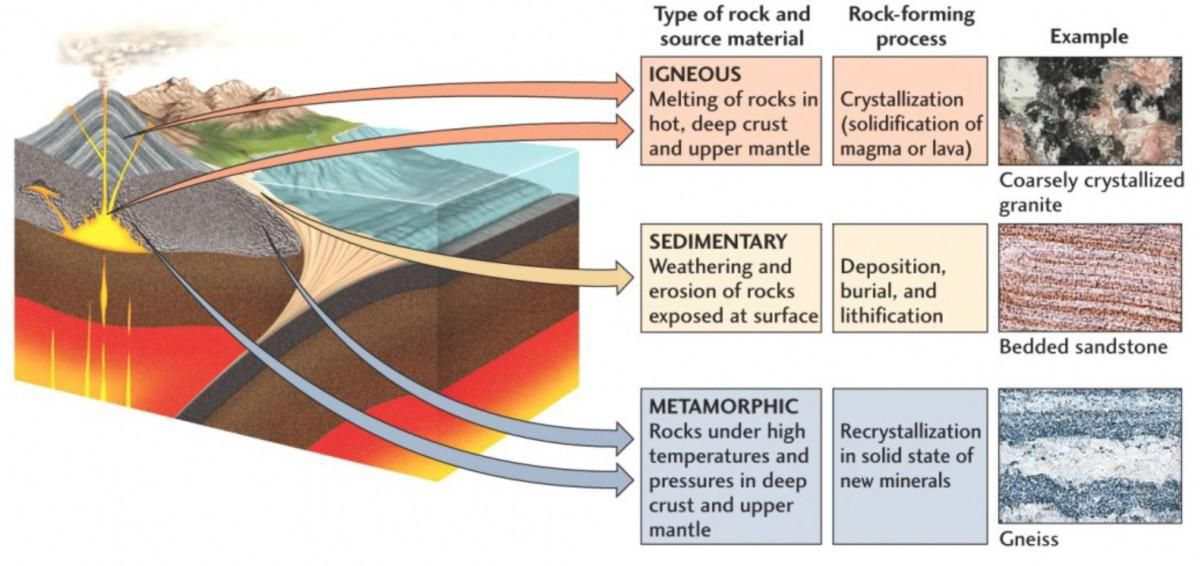 Type of rock and
source material
Rock-forming
process
Example
IGNEOUS
Melting of rocks in
hot, deep crust
and upper mantle
Crystallization
(solidification of
magma or lava)
Coarsely crystallized
granite
SEDIMENTARY
Weathering and
erosion of rocks
exposed at surface
Deposition,
burial, and
lithification
Bedded sandstone
METAMORPHIC
Rocks under high
temperatures and
pressures in deep
crust and upper
mantle
Recrystallization
in solid state of
new minerals
Gneiss